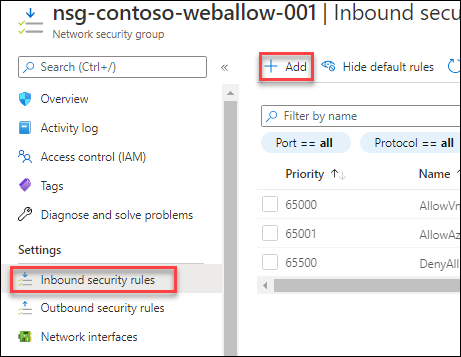 nsg-contoso-weballow-001 | Inbound secu
Network security group
Search (Ctrl+/)
«
Overview
Activity log
Access control (IAM)
Tags
Diagnose and solve problems
Settings
Inbound security rules
Outbound security rules
Network interfaces
+ Add
Hide default rules
Filter by name
Port == all
Protocol == all
Priority ↑↓
Name
65000
AllowVn
65001
AllowAz
65500
DenyAll